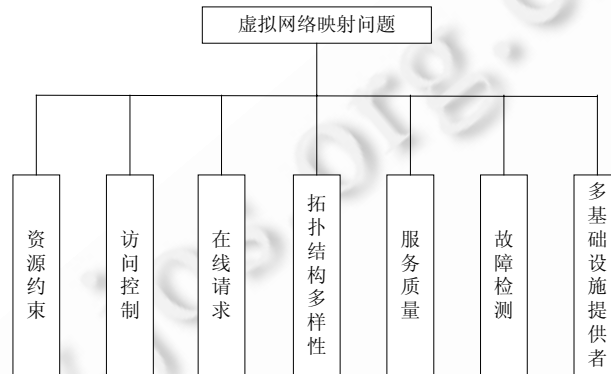 虚拟网络映射问题
资源约束
访问控制
在线请求
拓扑结构多样性
服务质量
故障检测
多基础设施提供者